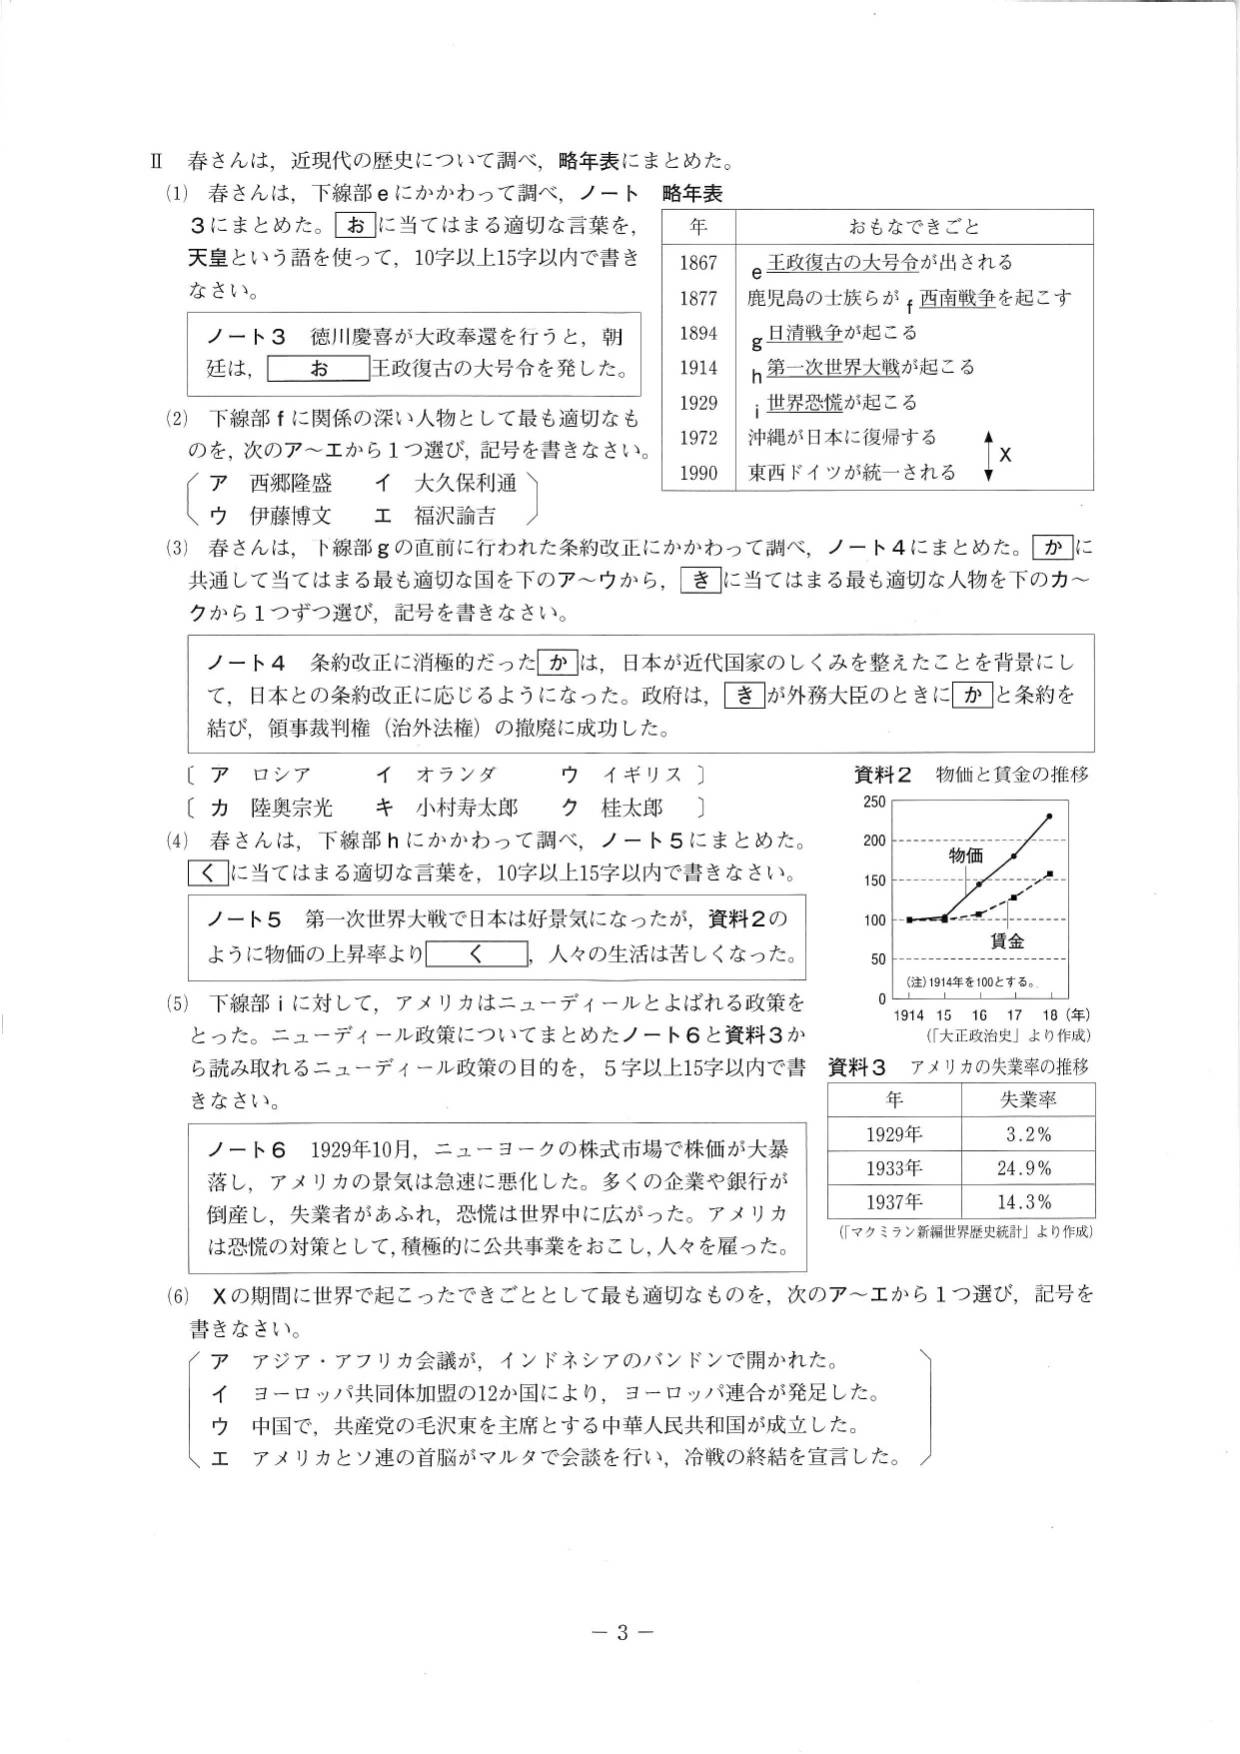 Ⅱ　春さんは，近現代の歴史について調べ，略年表にまとめた。
⑴　春さんは，下線部eにかかわって調べ，ノート
3にまとめた。おに当てはまる適切な言葉を，
天皇という語を使って，10字以上15字以内で書き
なさい。
ノート3　徳川慶喜が大政奉還を行うと，朝
廷は，お王政復古の大号令を発した。
⑵　下線部fに関係の深い人物として最も適切なも
のを，次のア～エから1つ選び，記号を書きなさい。
ア　西郷隆盛　イ　大久保利通
ウ　伊藤博文　エ　福沢諭吉
略年表
年　おもなできごと
1867　e王政復古の大号令が出される
1877　鹿児島の士族らがf西南戦争を起こす
1894　g日清戦争が起こる
1914　h第一次世界大戦が起こる
1929　i世界恐慌が起こる
1972　沖縄が日本に復帰する
X
1990　東西ドイツが統一される
⑶　春さんは，下線部gの直前に行われた条約改正にかかわって調べ，ノート4にまとめた。かに
共通して当てはまる最も適切な国を下のア～ウから，きに当てはまる最も適切な人物を下のカ～
クから1つずつ選び，記号を書きなさい。
ノート4　条約改正に消極的だったかは，日本が近代国家のしくみを整えたことを背景にし
て，日本との条約改正に応じるようになった。政府は，きが外務大臣のときにかと条約を
結び，領事裁判権（治外法権）の撤廃に成功した。
〔　ア　ロシア　イ　オランダ　ウ　イギリス　〕
〔　カ　陸奥宗光　キ　小村寿太郎　ク　桂太郎　〕
⑷　春さんは，下線部hにかかわって調べ，ノート5にまとめた。
くに当てはまる適切な言葉を，10字以上15字以内で書きなさい。
ノート5　第一次世界大戦で日本は好景気になったが，資料2の
ように物価の上昇率よりく，人々の生活は苦しくなった。
資料2　物価と賃金の推移
250
200
物価
150
100
賃金
50
(注)1914年を100とする。
0
1914　15　16　17　18（年）
(「大正政治史」より作成)
⑸　下線部iに対して，アメリカはニューディールとよばれる政策を
とった。ニューディール政策についてまとめたノート6と資料3か
ら読み取れるニューディール政策の目的を，5字以上15字以内で書
きなさい。
ノート6　1929年10月，ニューヨークの株式市場で株価が大暴
落し，アメリカの景気は急速に悪化した。多くの企業や銀行が
倒産し，失業者があふれ，恐慌は世界中に広がった。アメリカ
は恐慌の対策として，積極的に公共事業をおこし，人々を雇った。
資料3　アメリカの失業率の推移
年　失業率
1929年　3.2%
1933年　24.9%
1937年　14.3%
(「マクミラン新編世界歴史統計」より作成)
⑹　Xの期間に世界で起こったできごととして最も適切なものを，次のア～エから1つ選び，記号を
書きなさい。
ア　アジア・アフリカ会議が，インドネシアのバンドンで開かれた。
イ　ヨーロッパ共同体加盟の12か国により，ヨーロッパ連合が発足した。
ウ　中国で，共産党の毛沢東を主席とする中華人民共和国が成立した。
エ　アメリカとソ連の首脳がマルタで会談を行い，冷戦の終結を宣言した。
－ 3 －